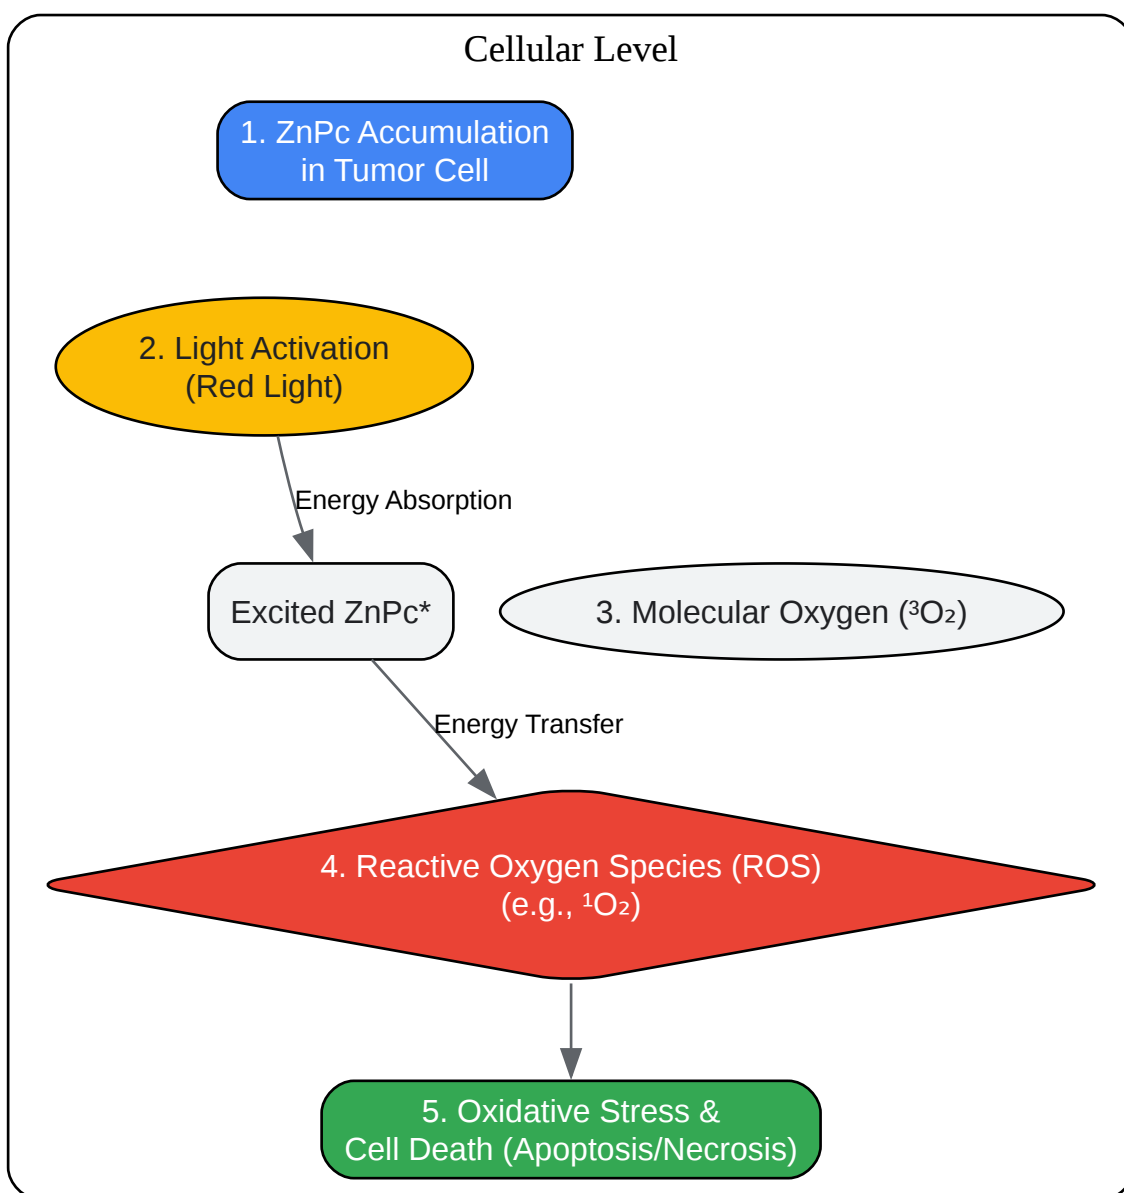 Cellular Level
1. ZnPc Accumulation
in Tumor Cell
2. Light Activation
(Red Light)
Energy Absorption
Excited ZnPc*
3. Molecular Oxygen (³O₂)
Energy Transfer
4. Reactive Oxygen Species (ROS)
(e.g., ¹O₂)
5. Oxidative Stress &
Cell Death (Apoptosis/Necrosis)